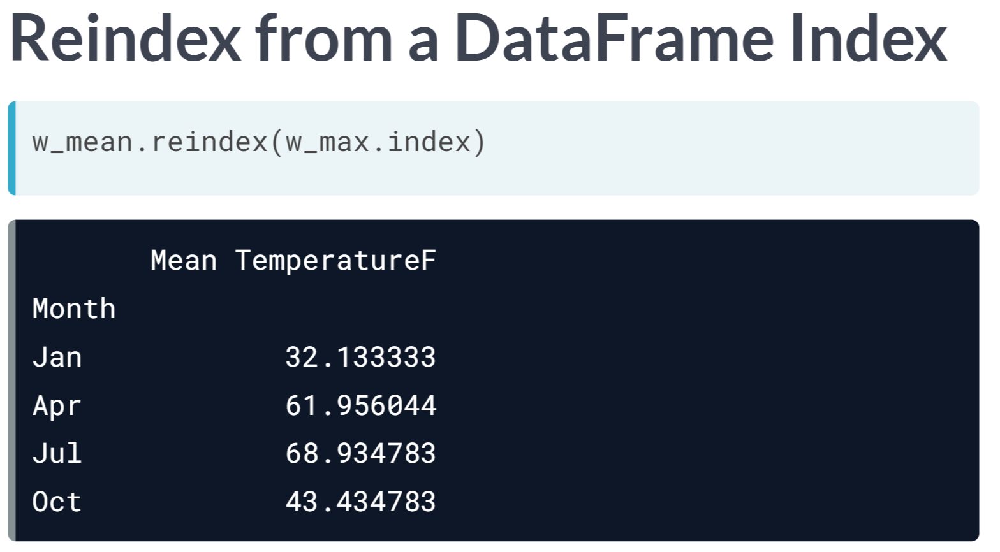 Reindex from a DataFrame Index
w_mean.reindex(w_max.index)
Mean TemperatureF
Month
Jan 32.133333
Apr 61.956044
Jul 68.934783
Oct 43.434783